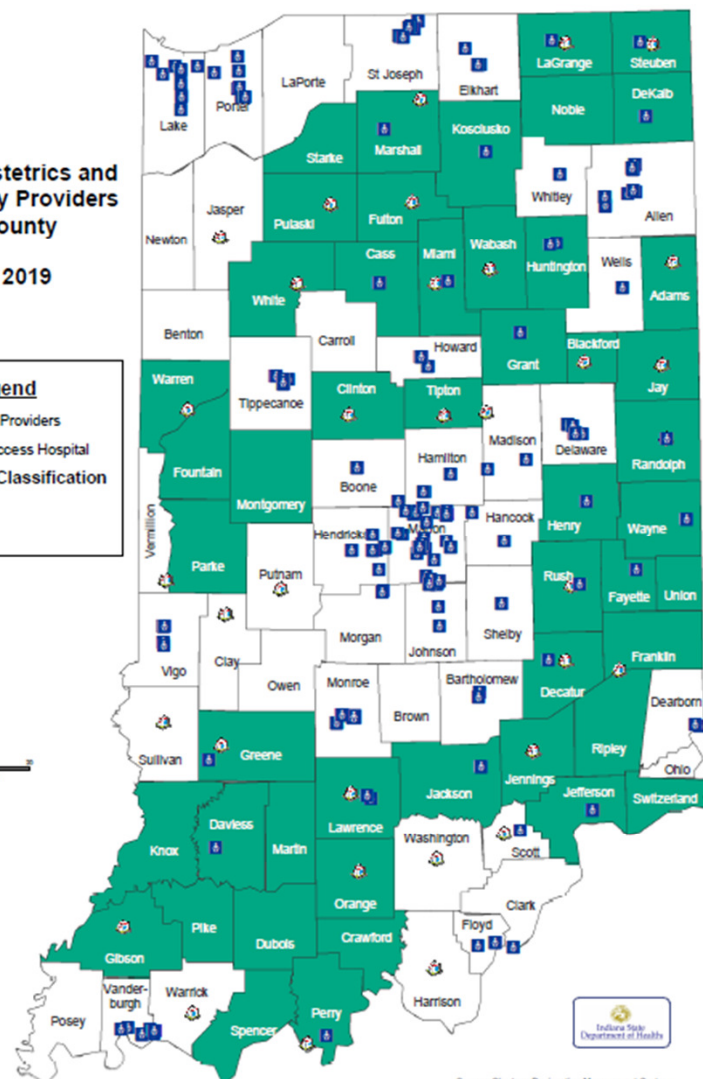 stetrics and
y Providers
ounty
2019
end
Providers
ccess Hospital
Classification
LaGrange
Steuben
St Joseph
LaPorte
Elkhart
Lake
Porter
Noble
DeKalb
Starke
Marshall
Kosciusko
Whitley
Allen
Newton
Jasper
Pulaski
Fulton
Cass
Miami
Wabash
Huntington
Wells
Adams
White
Benton
Carroll
Howard
Grant
Blackford
Jay
Warren
Tippecanoe
Clinton
Tipton
Madison
Delaware
Randolph
Fountain
Montgomery
Boone
Hamilton
Vermillion
Parke
Putnam
Hendricks
Marion
Hancock
Henry
Wayne
Rush
Fayette
Union
Vigo
Clay
Owen
Morgan
Johnson
Shelby
Decatur
Franklin
Monroe
Brown
Bartholomew
Dearborn
Sullivan
Greene
Jackson
Jennings
Ripley
Ohio
Knox
Daviess
Martin
Lawrence
Washington
Scott
Jefferson
Switzerland
Orange
Clark
Floyd
Gibson
Pike
Dubois
Crawford
Harrison
Posey
Vander-
burgh
Warrick
Spencer
Perry
Indiana State
Department of Health